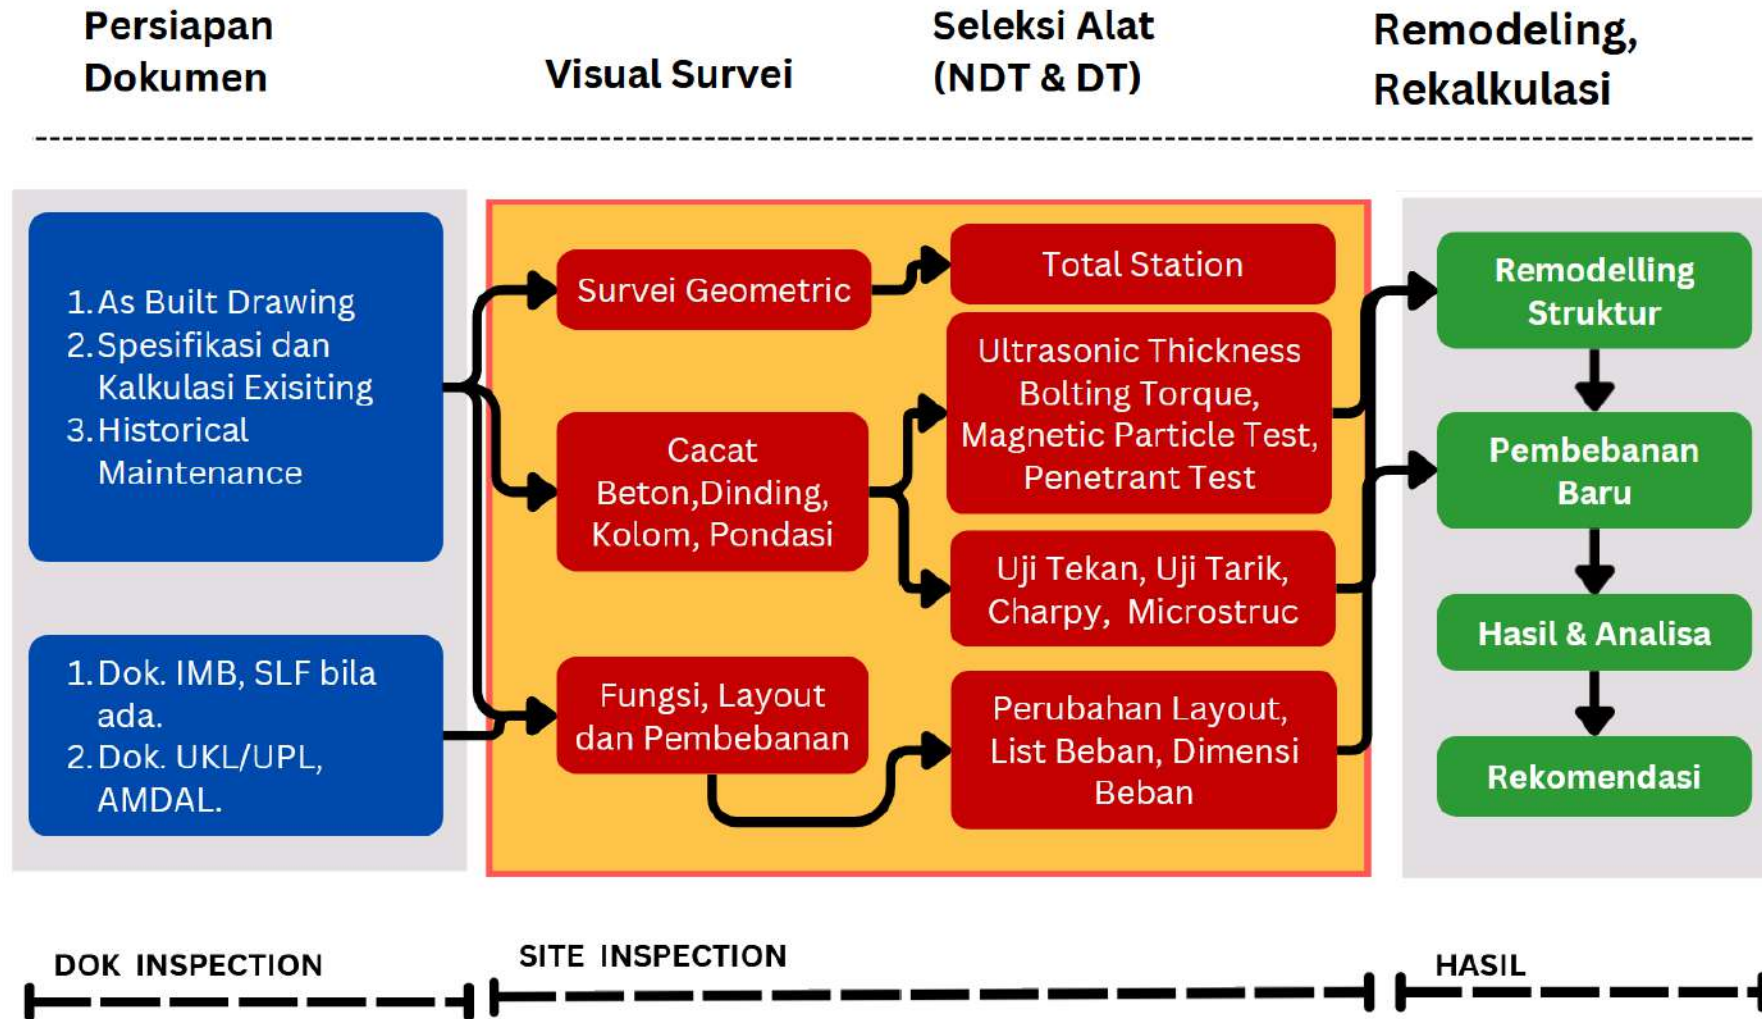 Persiapan
Dokumen
Visual Survei
Seleksi Alat
(NDT & DT)
Remodeling,
Rekalkulasi
1. As Built Drawing
2. Spesifikasi dan
Kalkulasi Exisiting
3. Historical
Maintenance
1. Dok. IMB, SLF bila
ada.
2. Dok. UKL/UPL,
AMDAL.
Survei Geometric
Cacat
Beton,Dinding,
Kolom, Pondasi
Fungsi, Layout
dan Pembebanan
Total Station
Ultrasonic Thickness
Bolting Torque,
Magnetic Particle Test,
Penetrant Test
Uji Tekan, Uji Tarik,
Charpy, Microstruc
Perubahan Layout,
List Beban, Dimensi
Beban
Remodelling
Struktur
Pembebanan
Baru
Hasil & Analisa
Rekomendasi
DOK INSPECTION
SITE INSPECTION
HASIL